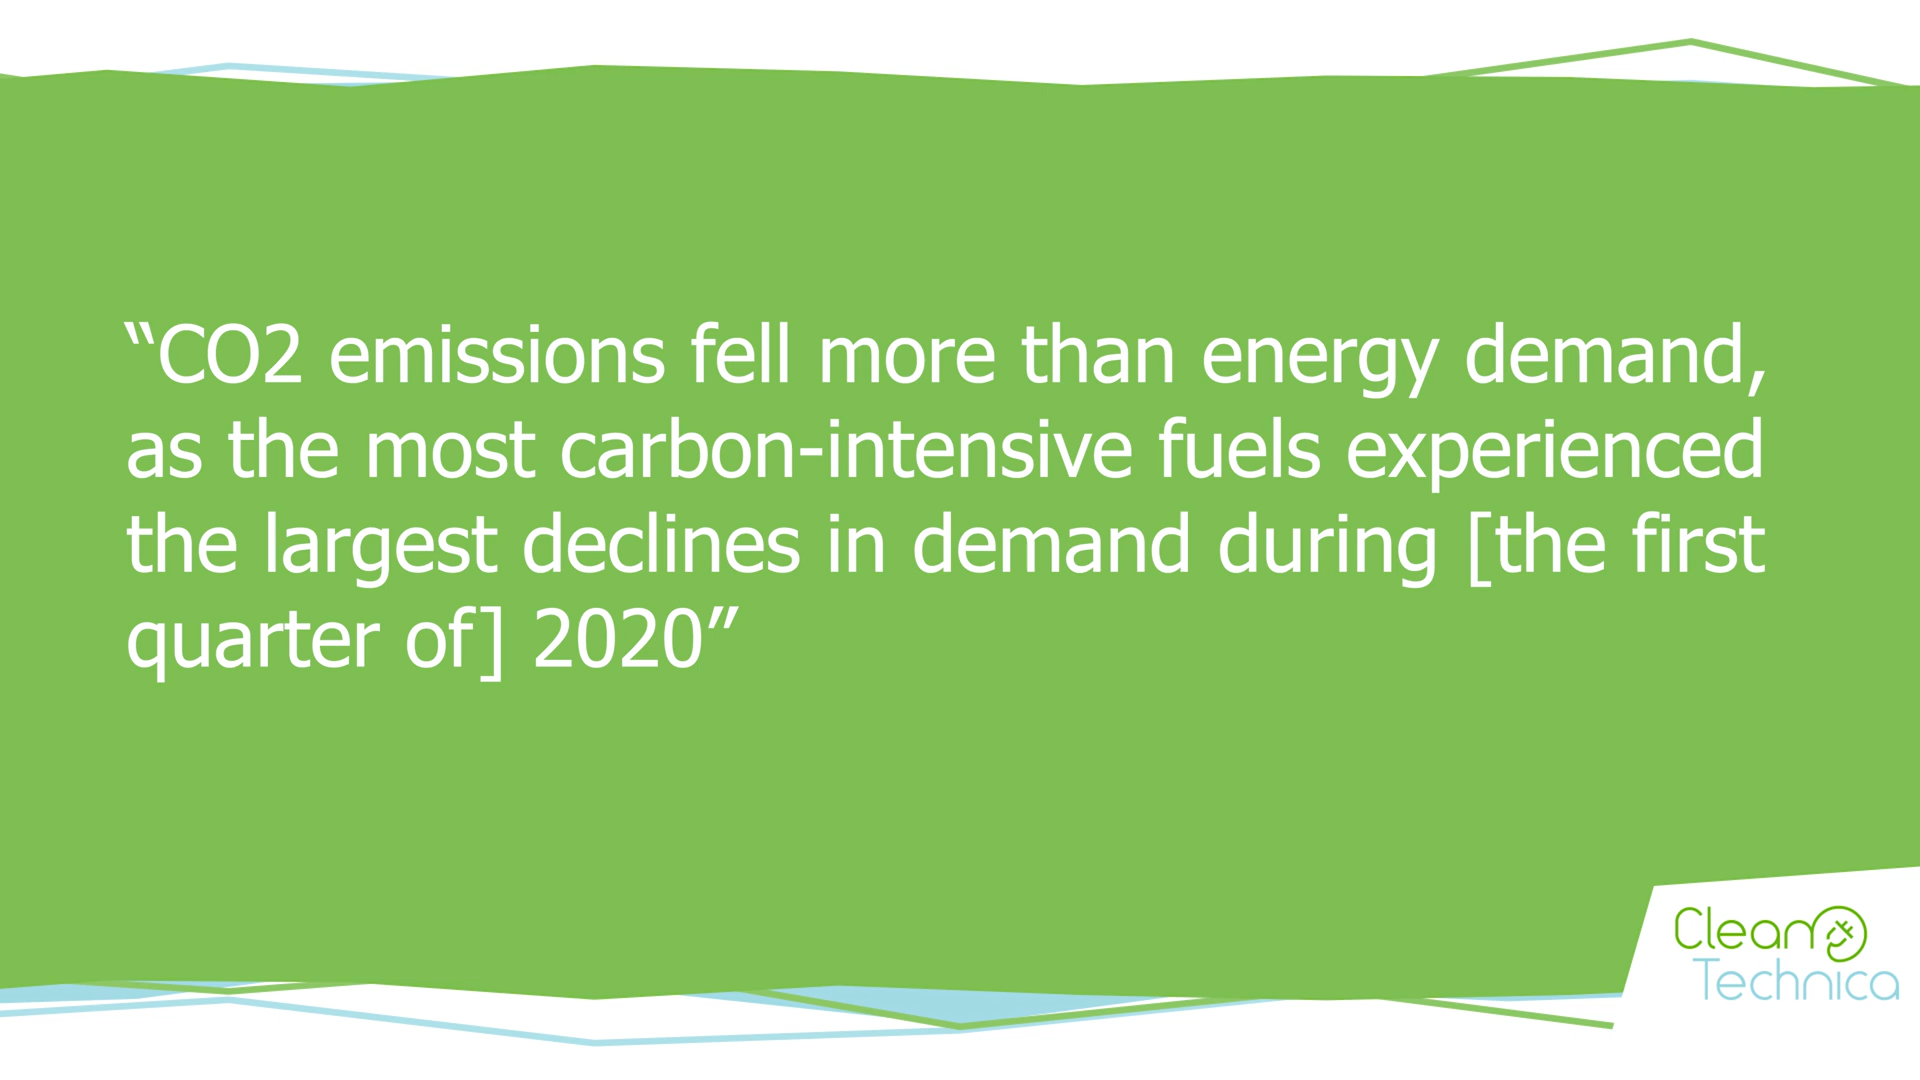 “CO2 emissions fell more than energy demand,
as the most carbon-intensive fuels experienced
the largest declines in demand during [the first
quarter of] 2020”
Clean
Technica